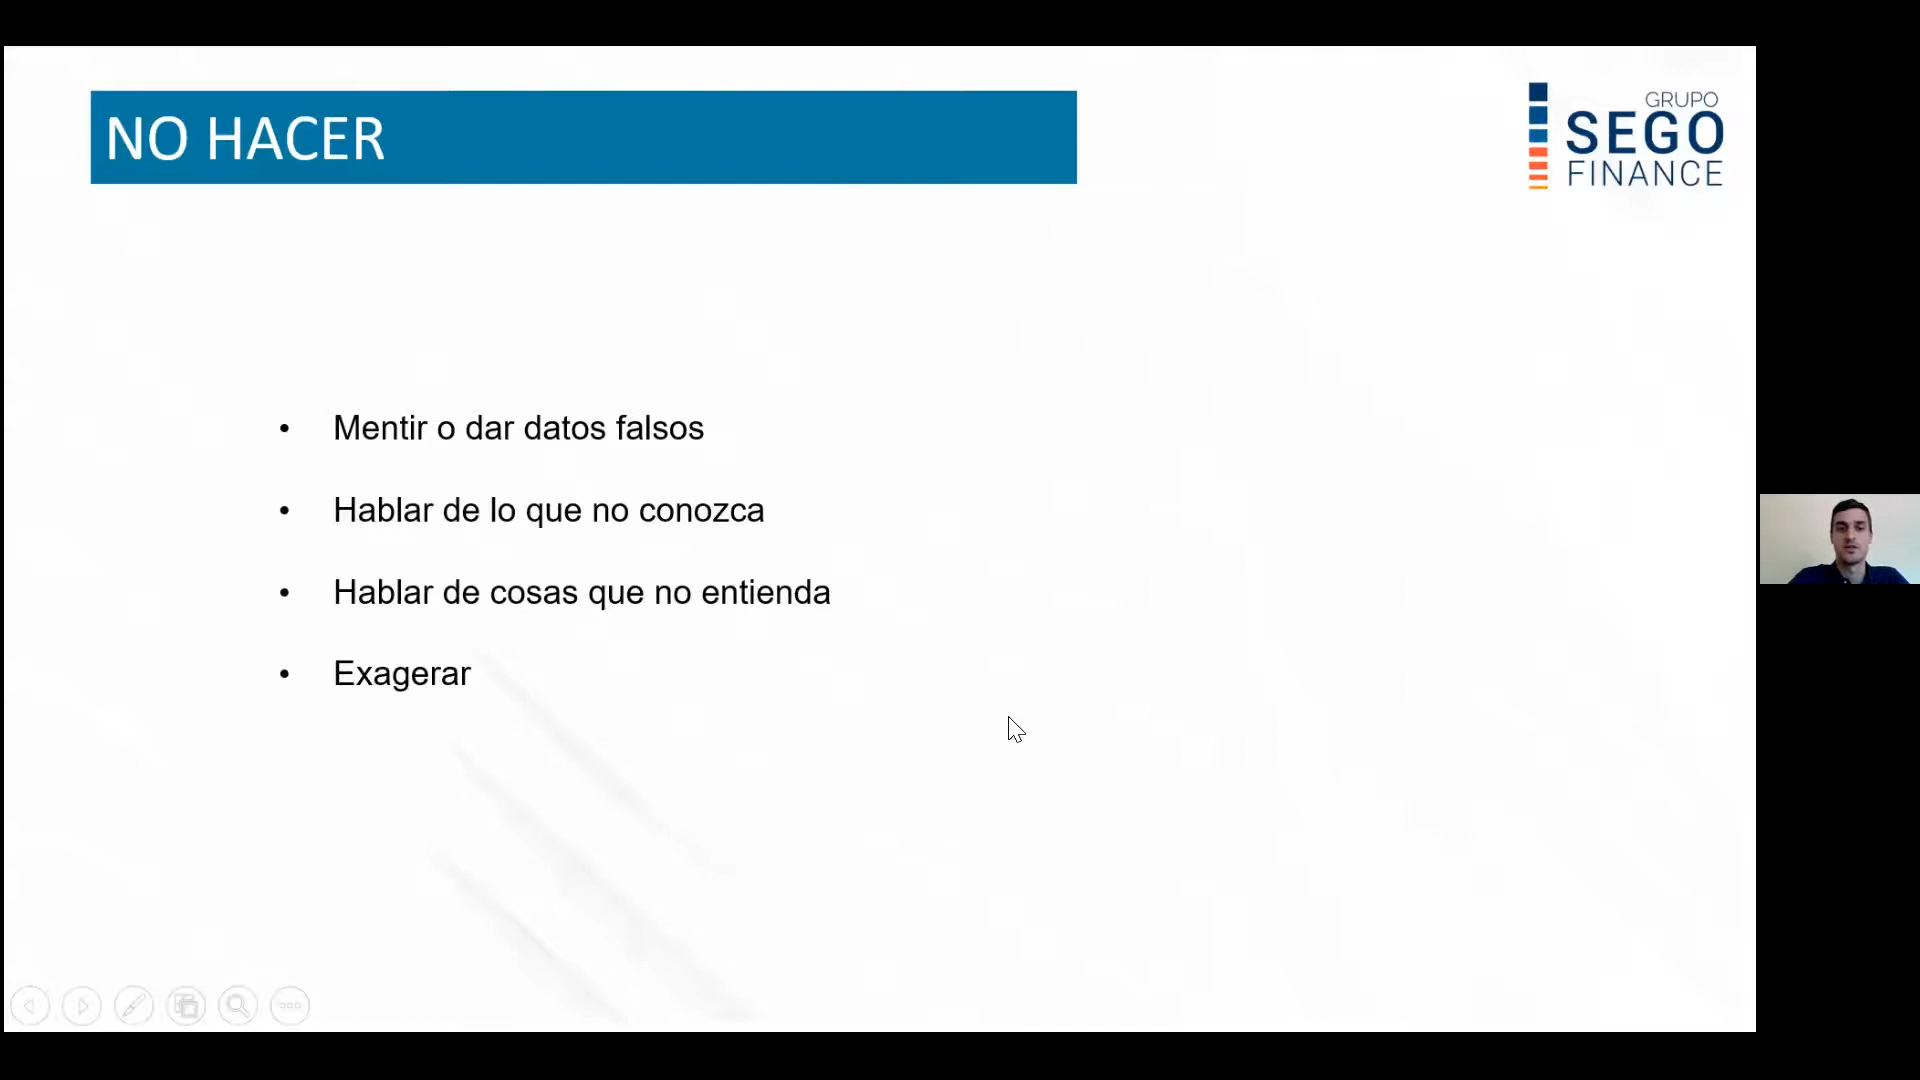 NO HACER
GRUPO
SEGO
FINANCE
• Mentir o dar datos falsos
• Hablar de lo que no conozca
• Hablar de cosas que no entienda
• Exagerar